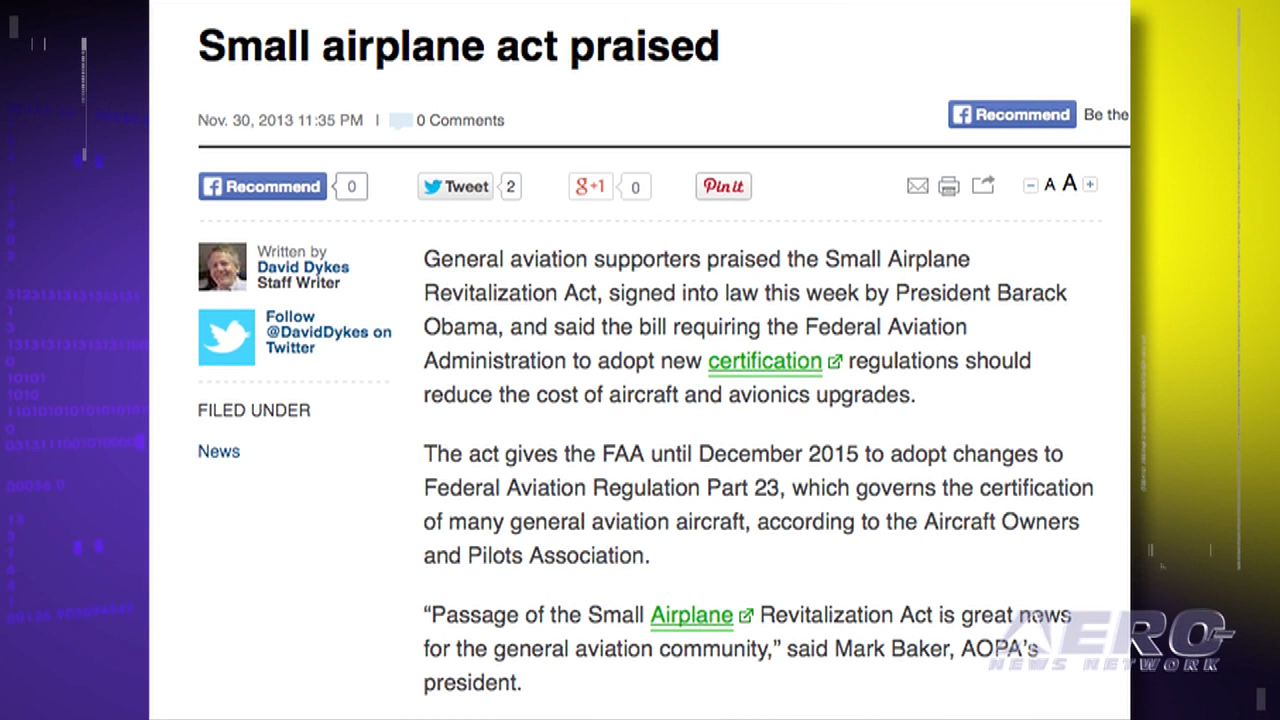 Small airplane act praised
Nov. 30, 2013 11:35 PM | 0 Comments
Recommend Be the
Recommend 0 Tweet 2 g+1 0 Pin it
- A A +
Written by
David Dykes
Staff Writer
Follow
@DavidDykes on
Twitter
FILED UNDER
News
General aviation supporters praised the Small Airplane
Revitalization Act, signed into law this week by President Barack
Obama, and said the bill requiring the Federal Aviation
Administration to adopt new certification regulations should
reduce the cost of aircraft and avionics upgrades.
The act gives the FAA until December 2015 to adopt changes to
Federal Aviation Regulation Part 23, which governs the certification
of many general aviation aircraft, according to the Aircraft Owners
and Pilots Association.
“Passage of the Small Airplane Revitalization Act is great news
for the general aviation community,” said Mark Baker, AOPA’s
president.
AERO
NEWS NETWORK